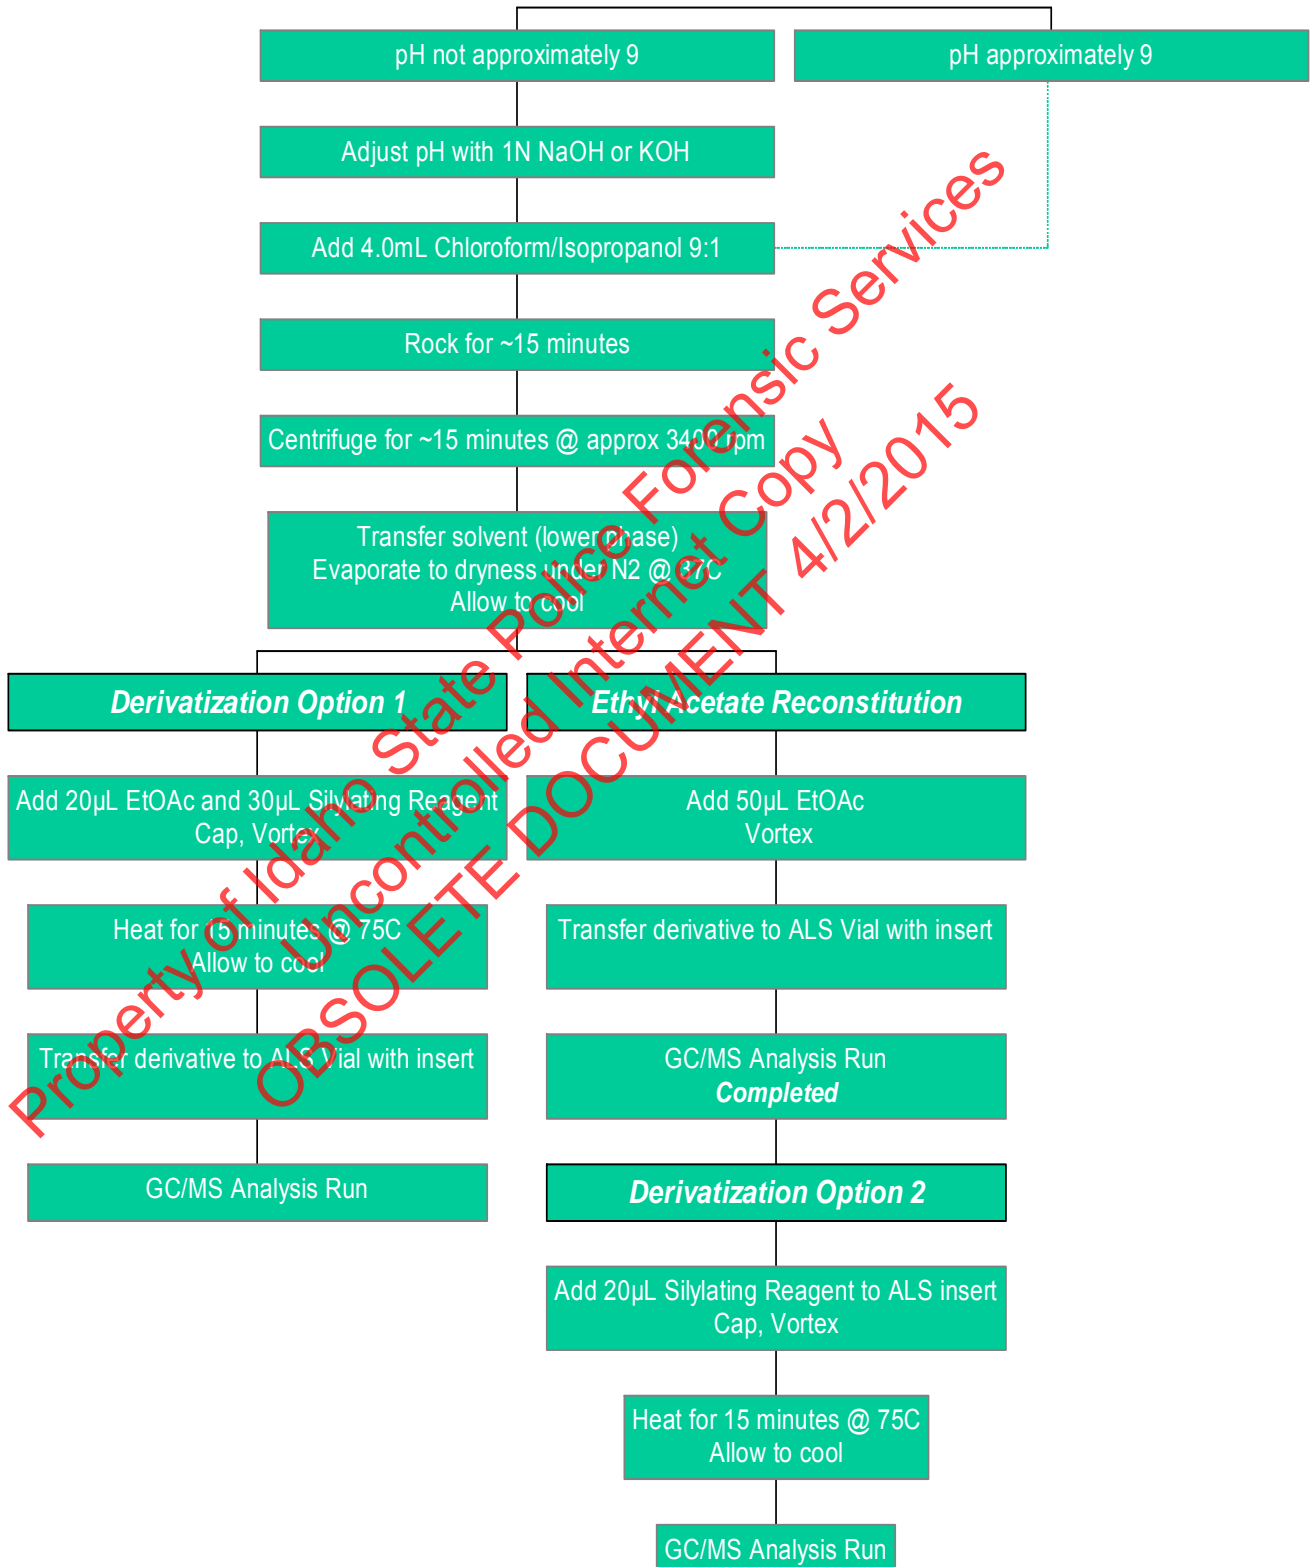 pH not approximately 9
pH approximately 9
Adjust pH with 1N NaOH or KOH
Add 4.0mL Chloroform/Isopropanol 9:1
Rock for ~15 minutes
Centrifuge for ~15 minutes @ approx 3400 rpm
Transfer solvent (lower phase)
Evaporate to dryness under N2 @ 37C
Allow to cool
Derivatization Option 1
Add 20µL EtOAc and 30µL Silylating Reagent
Cap, Vortex
Heat for 15 minutes @ 75C
Allow to cool
Transfer derivative to ALS Vial with insert
GC/MS Analysis Run
Ethyl Acetate Reconstitution
Add 50µL EtOAc
Vortex
Transfer derivative to ALS Vial with insert
GC/MS Analysis Run
Completed
Derivatization Option 2
Add 20µL Silylating Reagent to ALS insert
Cap, Vortex
Heat for 15 minutes @ 75C
Allow to cool
GC/MS Analysis Run
Property of Idaho State Police Forensic Services
Uncontrolled Internet Copy
OBSOLETE DOCUMENT 4/2/2015